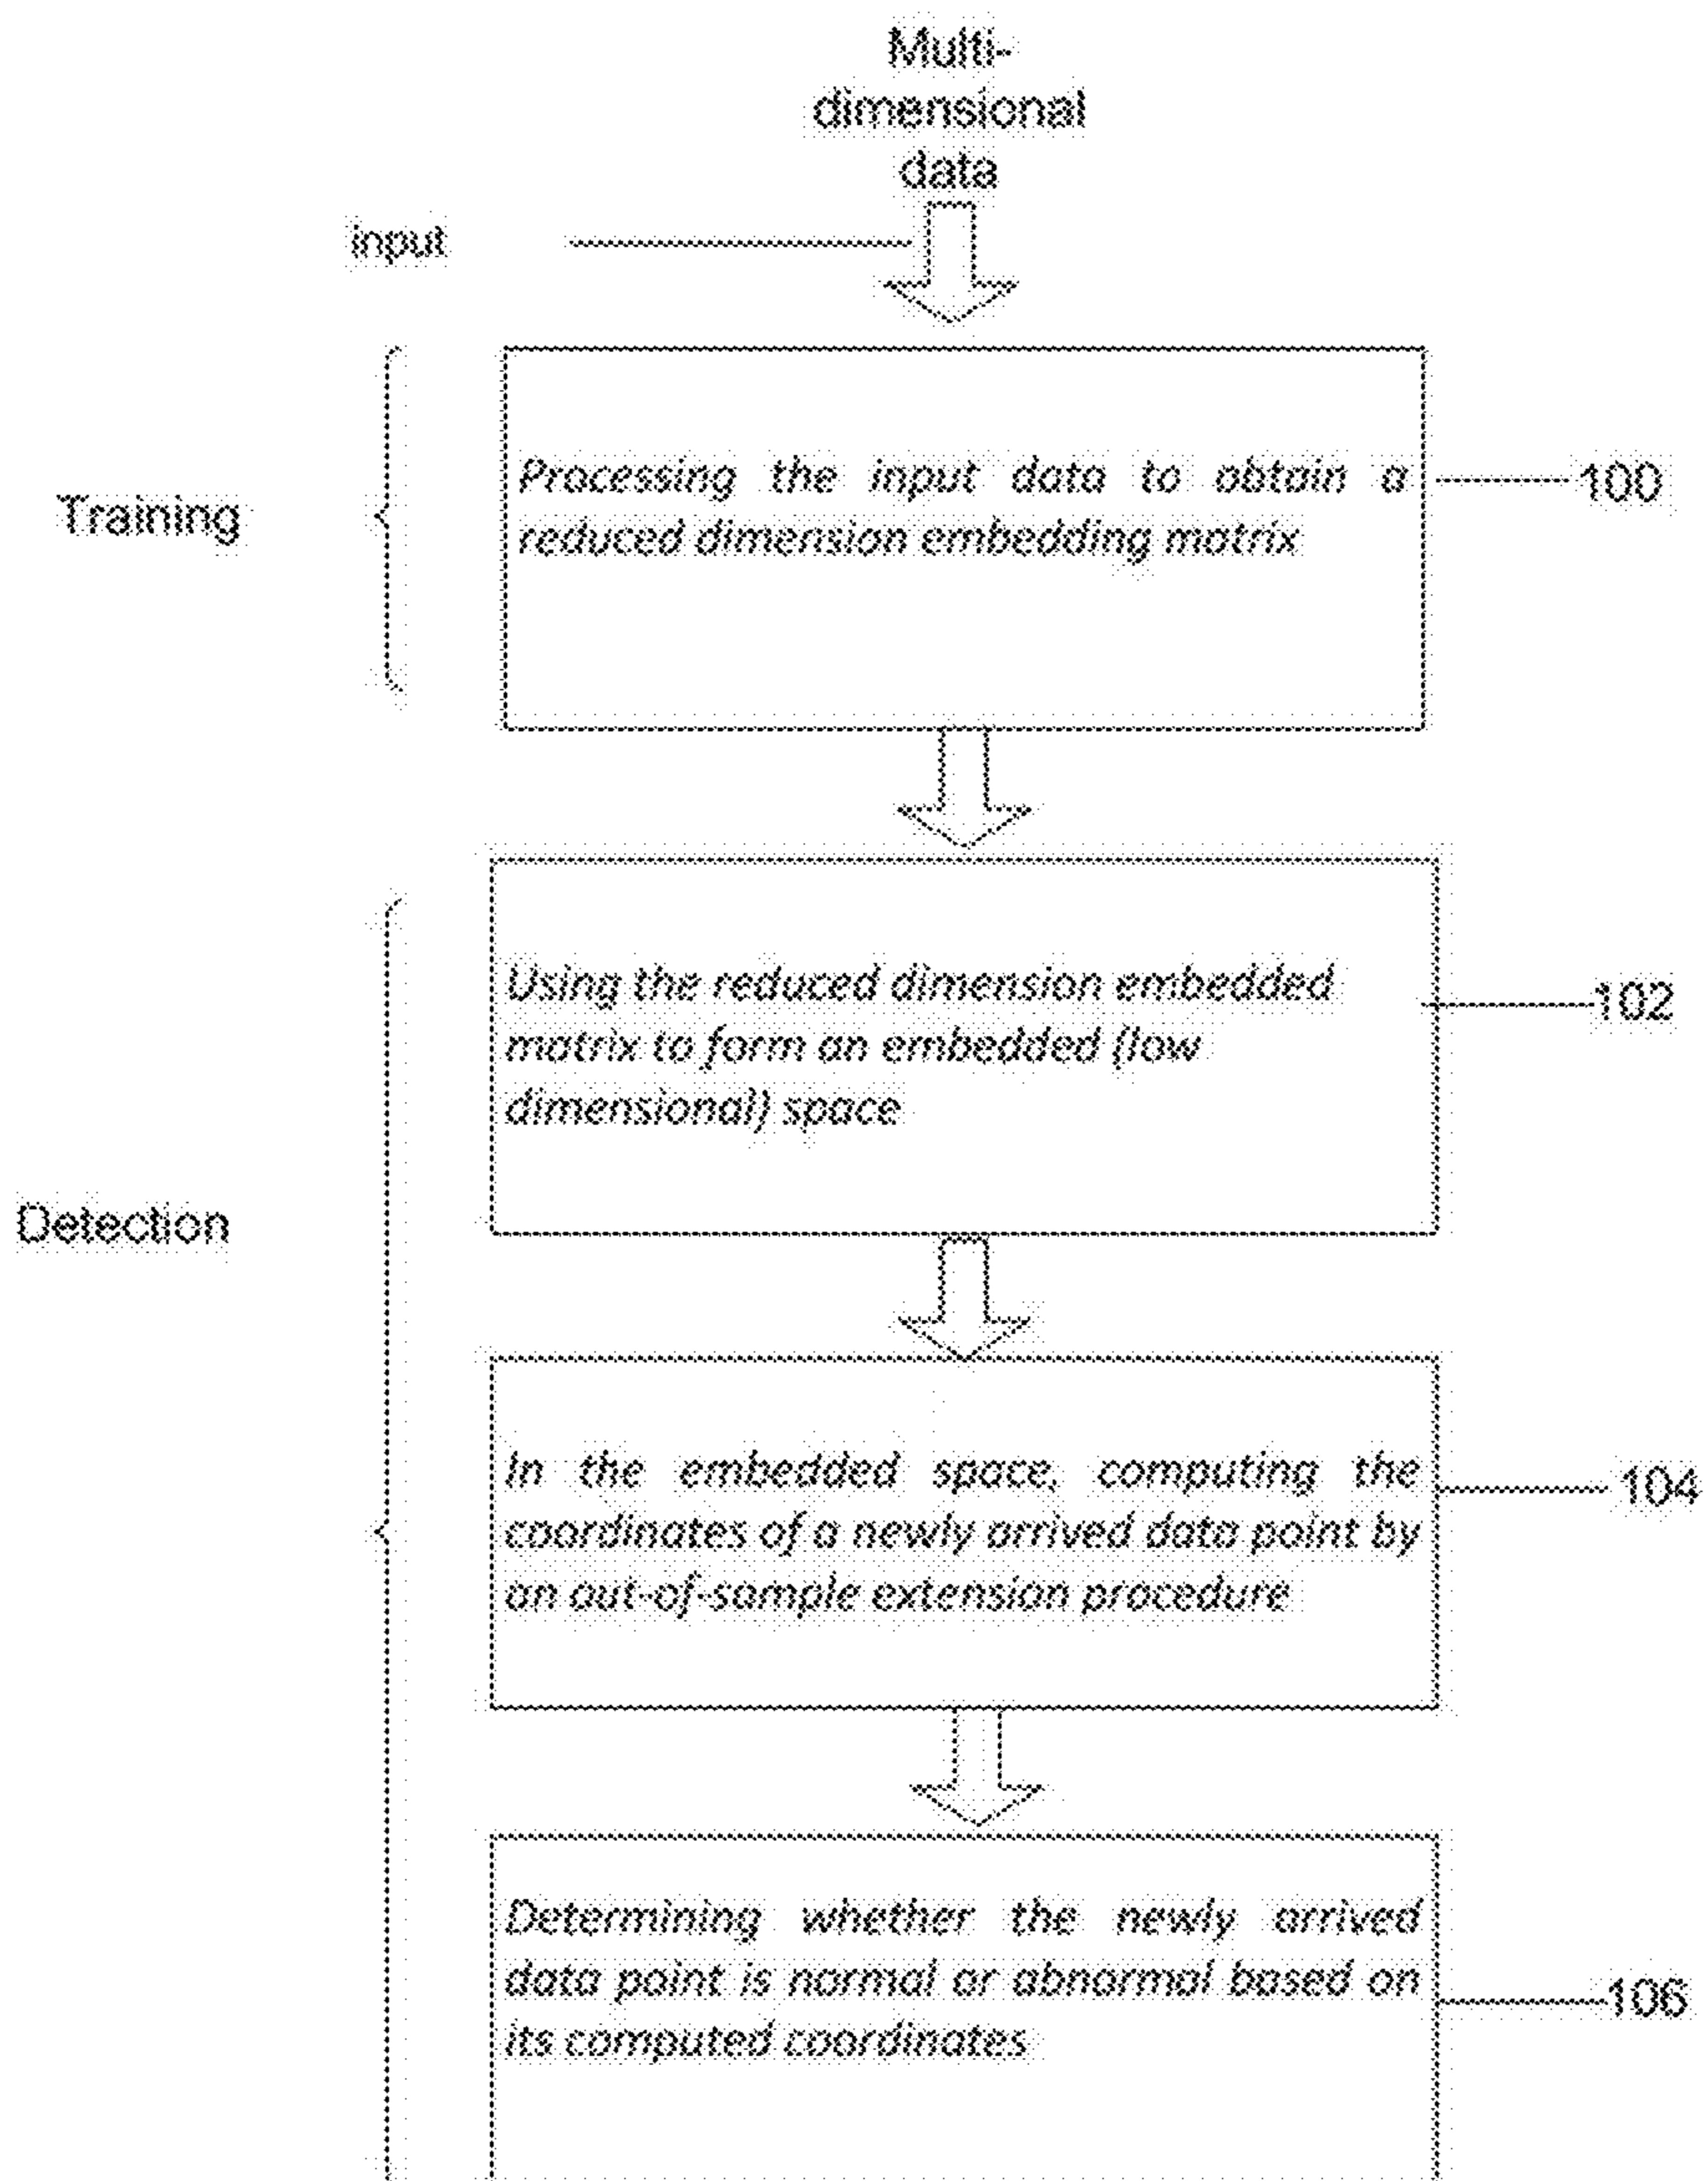 Multi-
dimensional
data
input
Training
Processing the input data to obtain a
reduced dimension embedding matrix
100
Using the reduced dimension embedded
matrix to form an embedded (low
dimensional) space
102
Detection
In the embedded space, computing the
coordinates of a newly arrived data point by
an out-of-sample extension procedure
104
Determining whether the newly arrived
data point is normal or abnormal based on
its computed coordinates
106